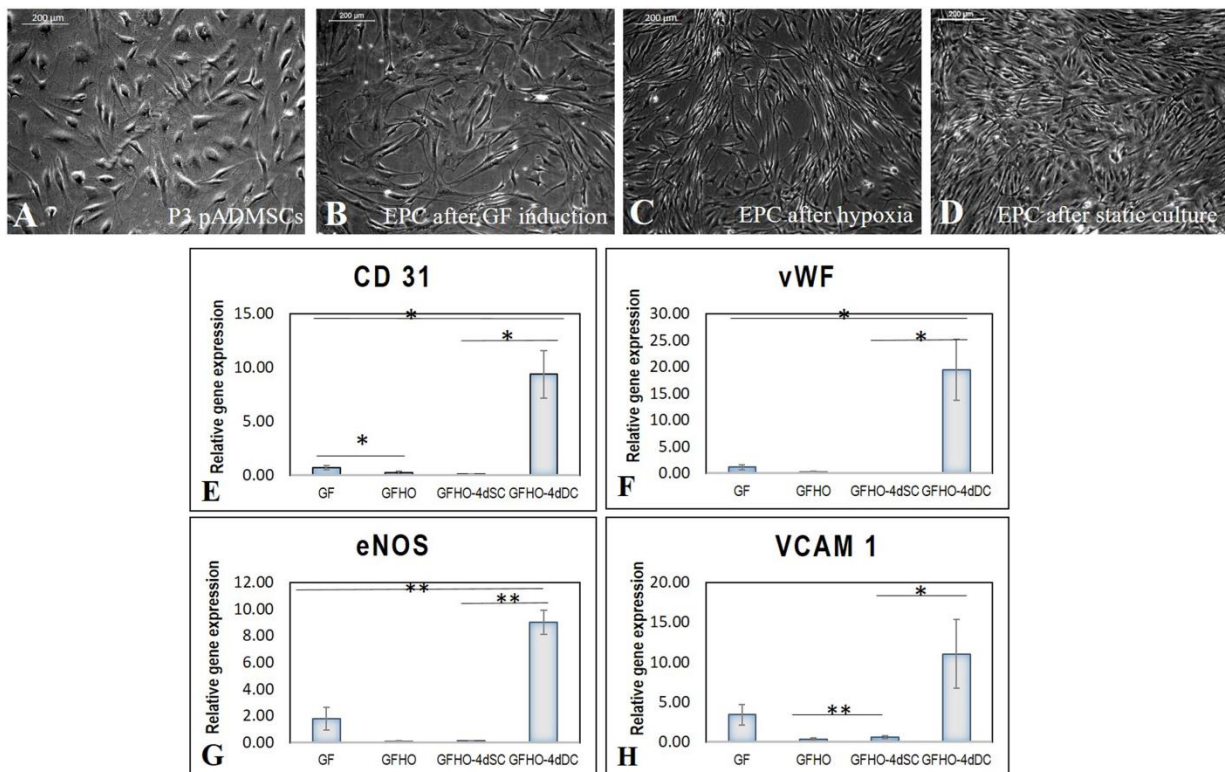 200 µm
A
P3 pADMSCs
200 µm
B
EPC after GF induction
200 µm
C
EPC after hypoxia
200 µm
D
EPC after static culture
CD 31
Relative gene expression
15.00
10.00
5.00
0.00
*
*
*
GF GFHO GFHO-4dSC GFHO-4dDC
E
vWF
Relative gene expression
30.00
25.00
20.00
15.00
10.00
5.00
0.00
*
*
GF GFHO GFHO-4dSC GFHO-4dDC
F
eNOS
Relative gene expression
12.00
10.00
8.00
6.00
4.00
2.00
0.00
**
**
GF GFHO GFHO-4dSC GFHO-4dDC
G
VCAM 1
Relative gene expression
20.00
15.00
10.00
5.00
0.00
*
**
GF GFHO GFHO-4dSC GFHO-4dDC
H